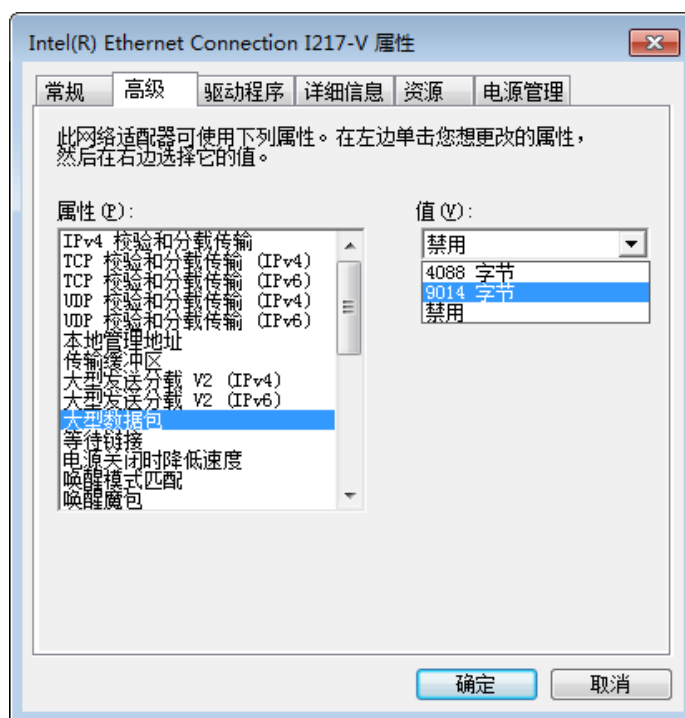 Intel(R) Ethernet Connection I217-V 属性
常规 高级 驱动程序 详细信息 资源 电源管理
此网络适配器可使用下列属性。在左边单击您想更改的属性，
然后在右边选择它的值。
属性(P):
值(V):
IPv4 校验和分载传输
TCP 校验和分载传输 (IPv4)
TCP 校验和分载传输 (IPv6)
UDP 校验和分载传输 (IPv4)
UDP 校验和分载传输 (IPv6)
本地管理地址
传输缓冲区
大型发送分载 V2 (IPv4)
大型发送分载 V2 (IPv6)
大型数据包
等待链接
电源关闭时降低速度
唤醒模式匹配
唤醒魔包
禁用
4088 字节
9014 字节
禁用
确定
取消